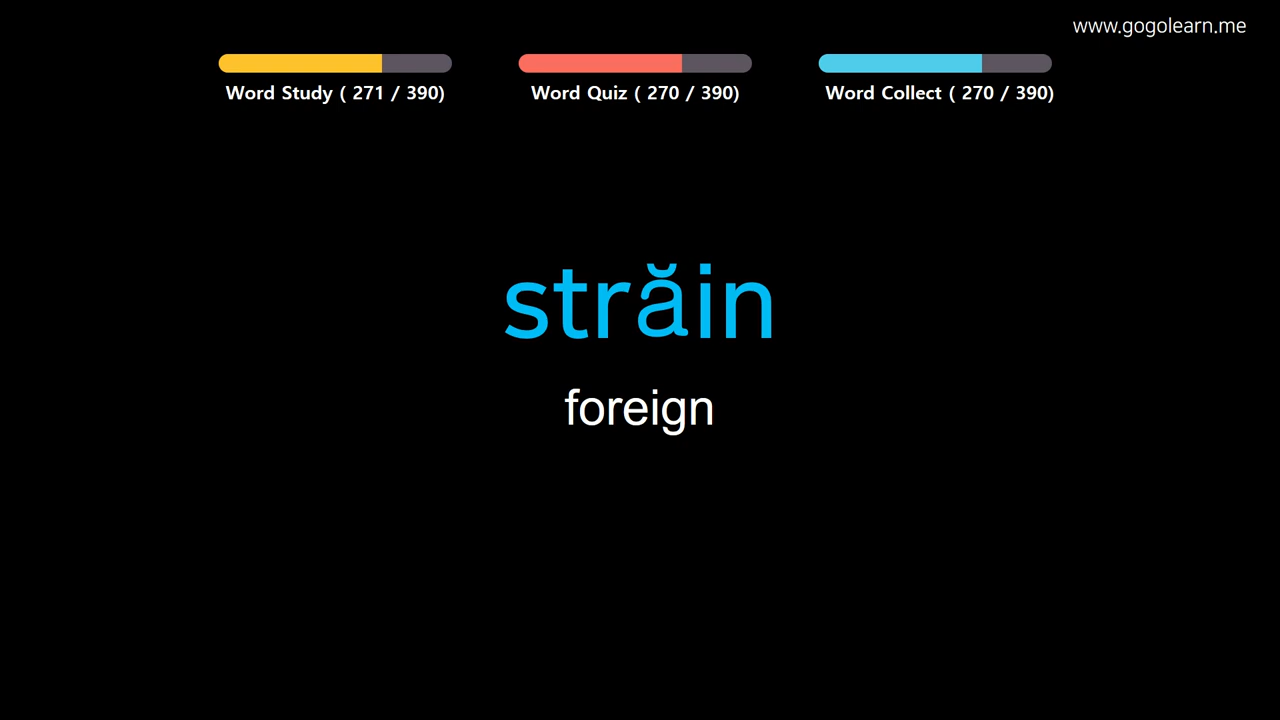 www.gogolearn.me
Word Study ( 271 / 390)
Word Quiz ( 270 / 390)
Word Collect ( 270 / 390)
străin
foreign